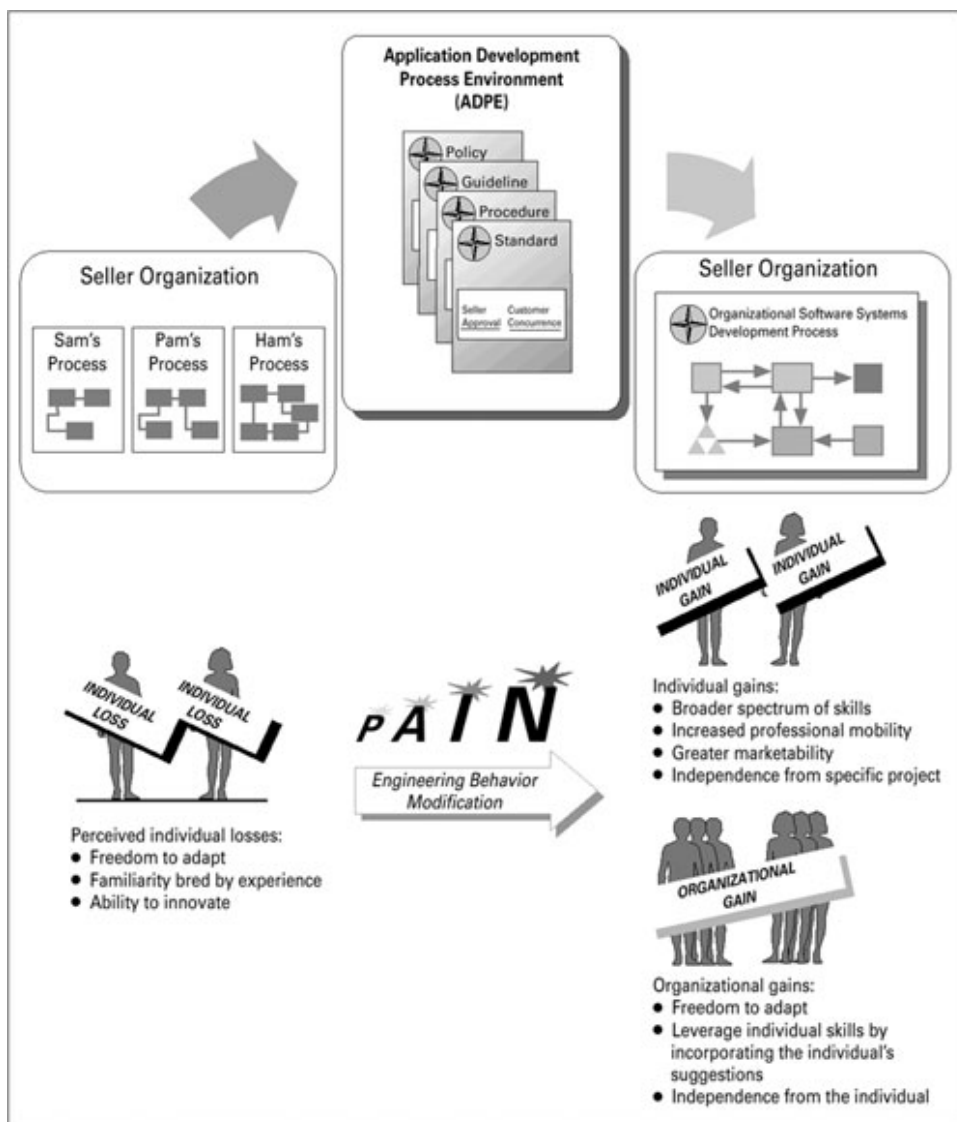 Application Development
Process Environment
(ADPE)
Policy
Guideline
Procedure
Standard
Seller Customer
Approval Concurrence
Seller Organization
Sam's
Process
Pam's
Process
Ham's
Process
Seller Organization
Organizational Software Systems
Development Process
INDIVIDUAL
GAIN
INDIVIDUAL
GAIN
INDIVIDUAL
LOSS
INDIVIDUAL
LOSS
PAIN
Engineering Behavior
Modification
Perceived individual losses:
● Freedom to adapt
● Familiarity bred by experience
● Ability to innovate
Individual gains:
● Broader spectrum of skills
● Increased professional mobility
● Greater marketability
● Independence from specific project
ORGANIZATIONAL
GAIN
Organizational gains:
● Freedom to adapt
● Leverage individual skills by
incorporating the individual's
suggestions
● Independence from the individual